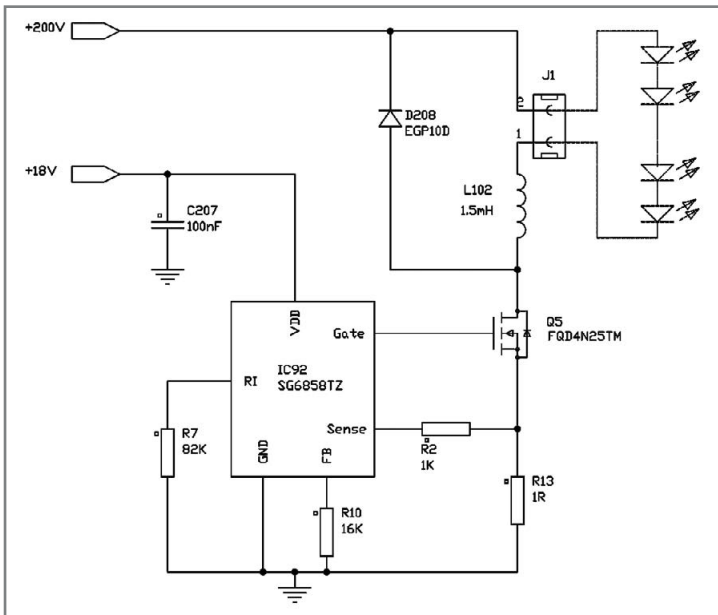 +200V
J1
2
D208
EGP10D
1
+18V
L102
1.5mH
C207
100nF
VDD
Gate
Q5
FQD4N25TM
IC92
SG6858TZ
RI
R7
82K
Sense
GND
FB
R2
1K
R13
1R
R10
16K